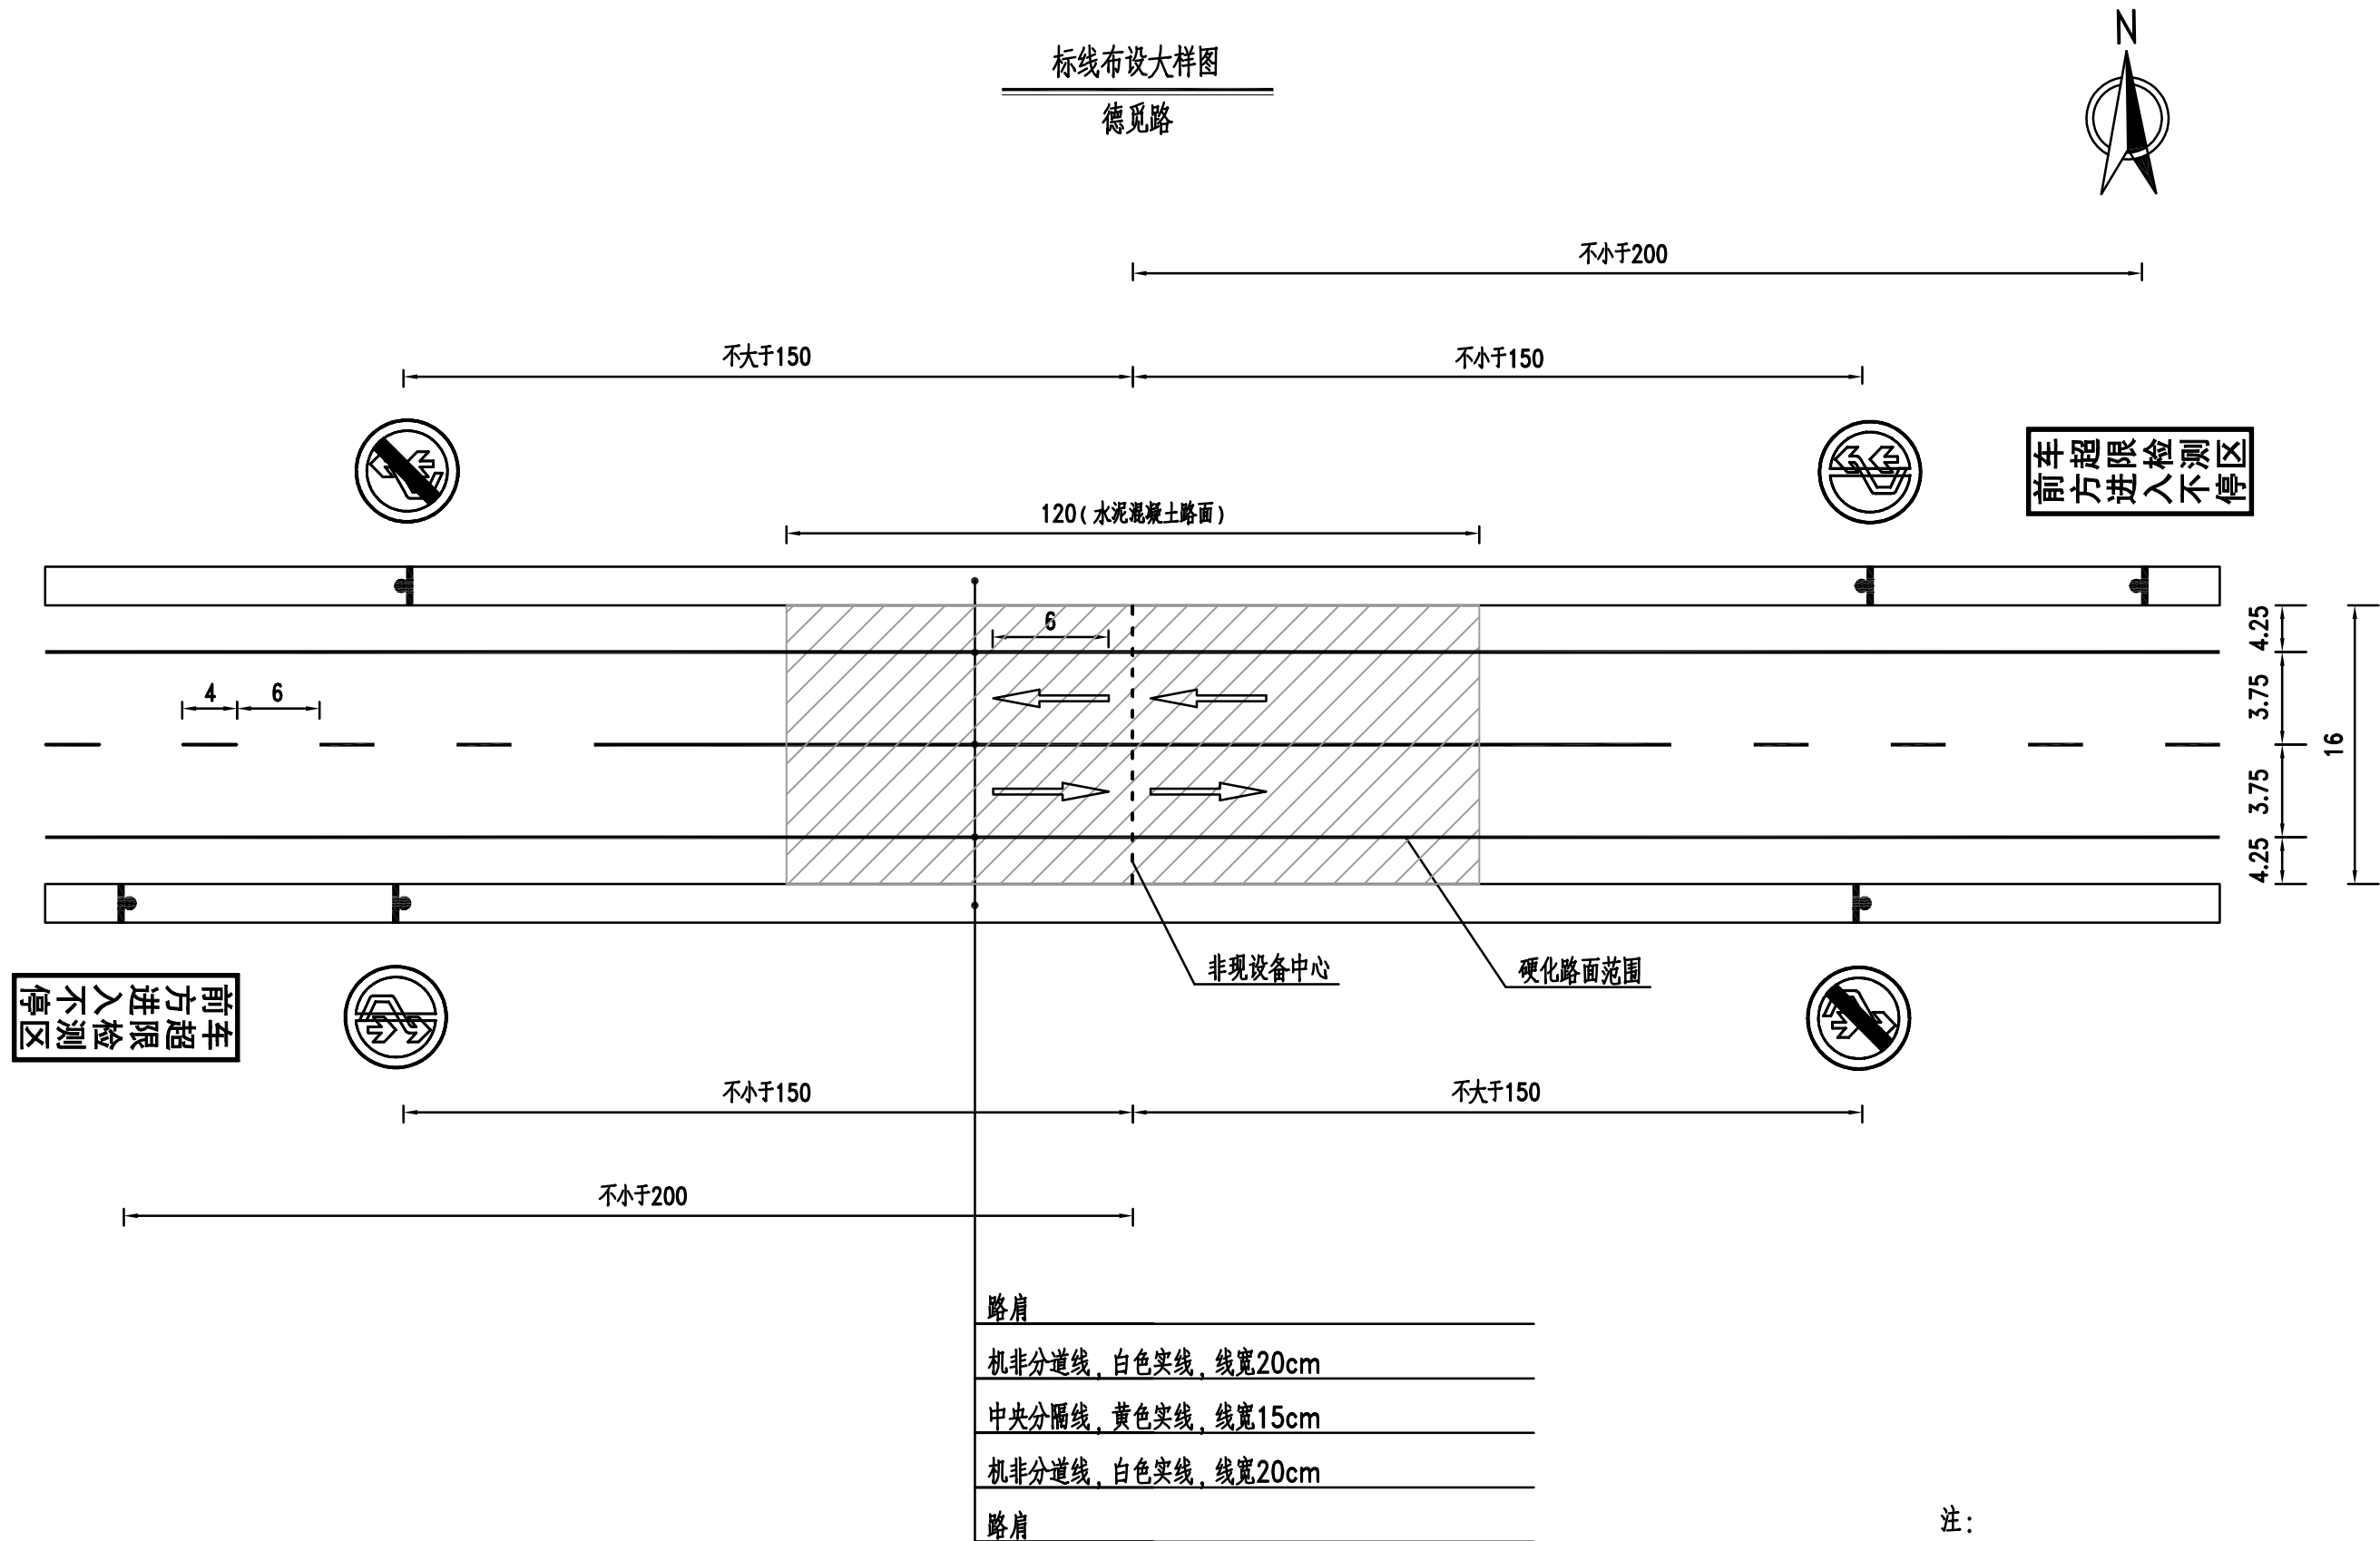 标线布设大样图
德觅路
N
不小于200
不大于150
不小于150
前车
方超
进限
入检
不测
停区
120(水泥混凝土路面)
6
4
6
4.25
3.75
3.75
4.25
16
非现设备中心
硬化路面范围
前车
方超
进限
入检
不测
停区
不小于150
不大于150
不小于200
路肩
机非分道线,白色实线,线宽20cm
中央分隔线,黄色实线,线宽15cm
机非分道线,白色实线,线宽20cm
路肩
注: